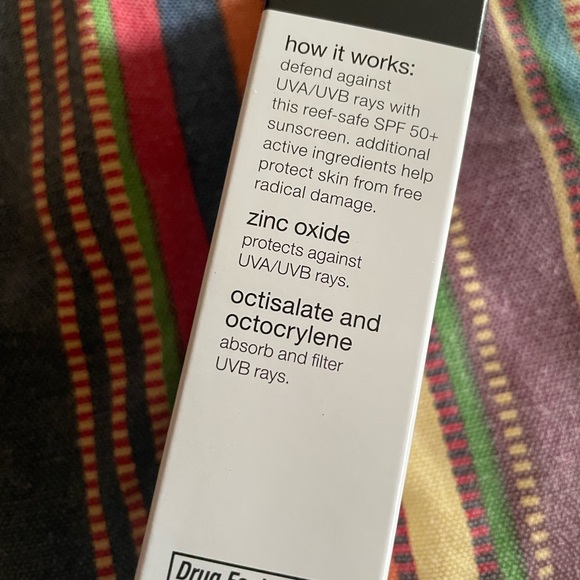 how it works:
defend against
UVA/UVB rays with
this reef-safe SPF 50+
sunscreen. additional
active ingredients help
protect skin from free
radical damage.
zinc oxide
protects against
UVA/UVB rays.
octisalate and
octocrylene
absorb and filter
UVB rays.
Drug